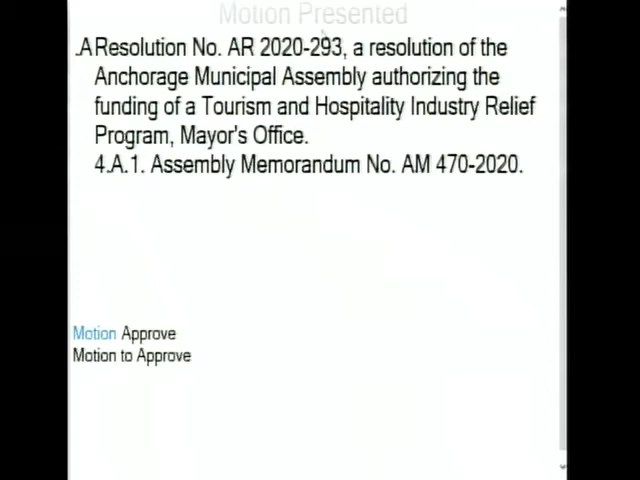 Motion Presented
.A Resolution No. AR 2020-293, a resolution of the
Anchorage Municipal Assembly authorizing the
funding of a Tourism and Hospitality Industry Relief
Program, Mayor's Office.
4.A.1. Assembly Memorandum No. AM 470-2020.
Motion Approve
Motion to Approve